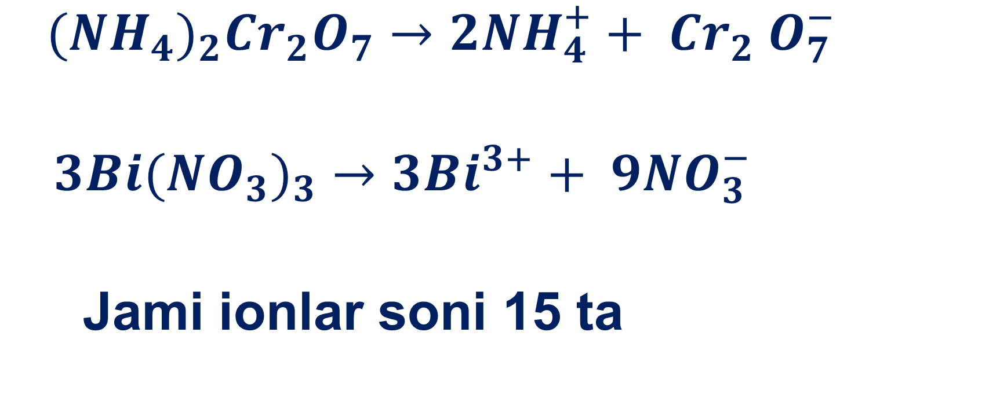 (NH₄)₂Cr₂O₇ → 2NH₄⁺ + Cr₂ O₇⁻
3Bi(NO₃)₃ → 3Bi³⁺ + 9NO₃⁻
Jami ionlar soni 15 ta